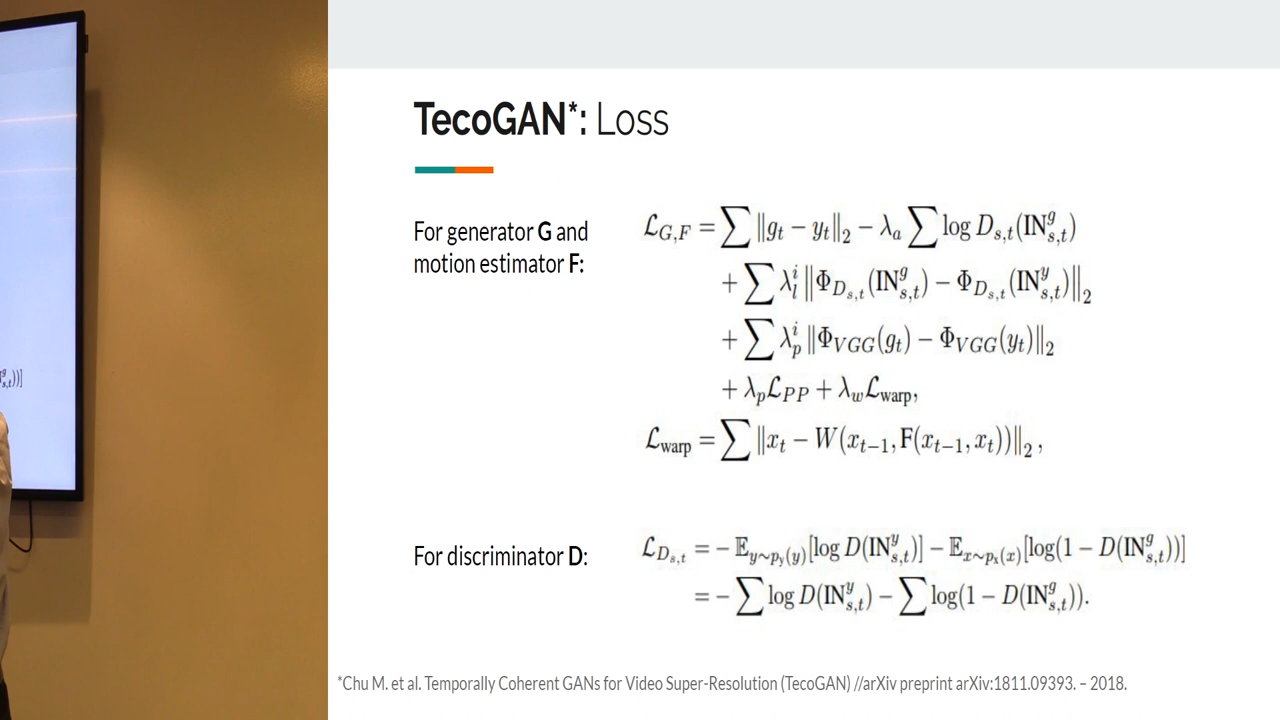 TecoGAN*: Loss
For generator G and
motion estimator F:
ℒ_{G,F} = ∑ ‖g_t − y_t‖_2 − λ_a ∑ log D_{s,t}(IN^g_{s,t})
+ ∑ λ^i_l ‖Φ_{D_{s,t}}(IN^g_{s,t}) − Φ_{D_{s,t}}(IN^y_{s,t})‖_2
+ ∑ λ^i_p ‖Φ_{VGG}(g_t) − Φ_{VGG}(y_t)‖_2
+ λ_p ℒ_{PP} + λ_w ℒ_{warp},
ℒ_{warp} = ∑ ‖x_t − W(x_{t−1}, F(x_{t−1}, x_t))‖_2 ,
For discriminator D:
ℒ_{D_{s,t}} = − 𝔼_{y∼p_y(y)}[log D(IN^y_{s,t})] − 𝔼_{x∼p_x(x)}[log(1 − D(IN^g_{s,t}))]
= − ∑ log D(IN^y_{s,t}) − ∑ log(1 − D(IN^g_{s,t})).
*Chu M. et al. Temporally Coherent GANs for Video Super-Resolution (TecoGAN) //arXiv preprint arXiv:1811.09393. – 2018.